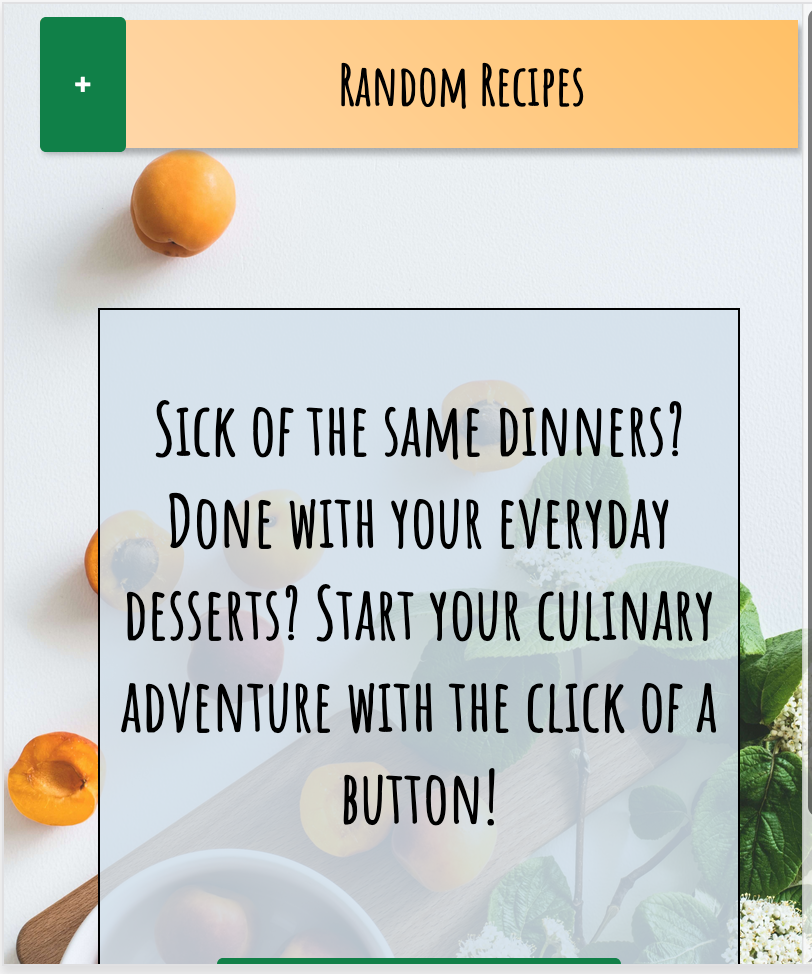 +
Random Recipes
Sick of the same dinners?
Done with your everyday
desserts? Start your culinary
adventure with the click of a
button!